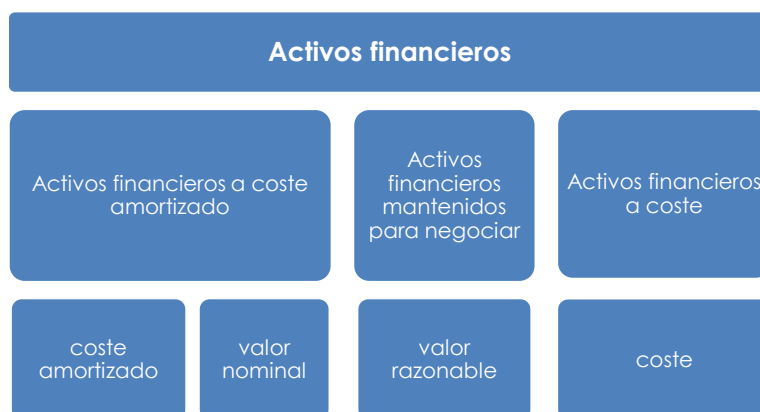 Activos financieros
Activos financieros a coste
amortizado
Activos
financieros
mantenidos
para negociar
Activos financieros
a coste
coste
amortizado
valor
nominal
valor
razonable
coste